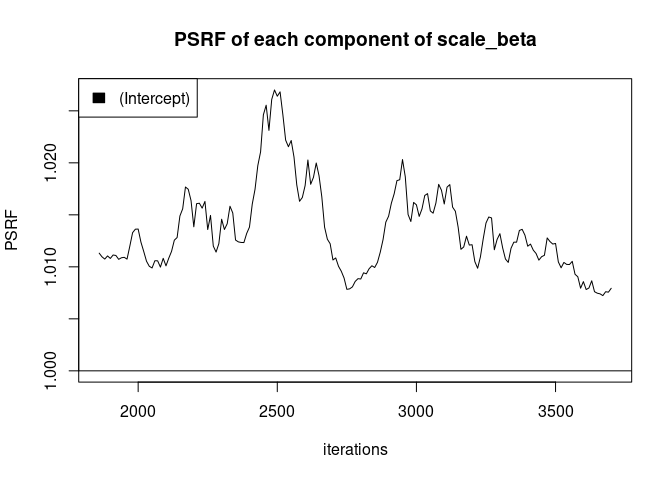 PSRF of each component of scale_beta
(Intercept)
PSRF
1.020
1.010
1.000
2000 2500 3000 3500
iterations